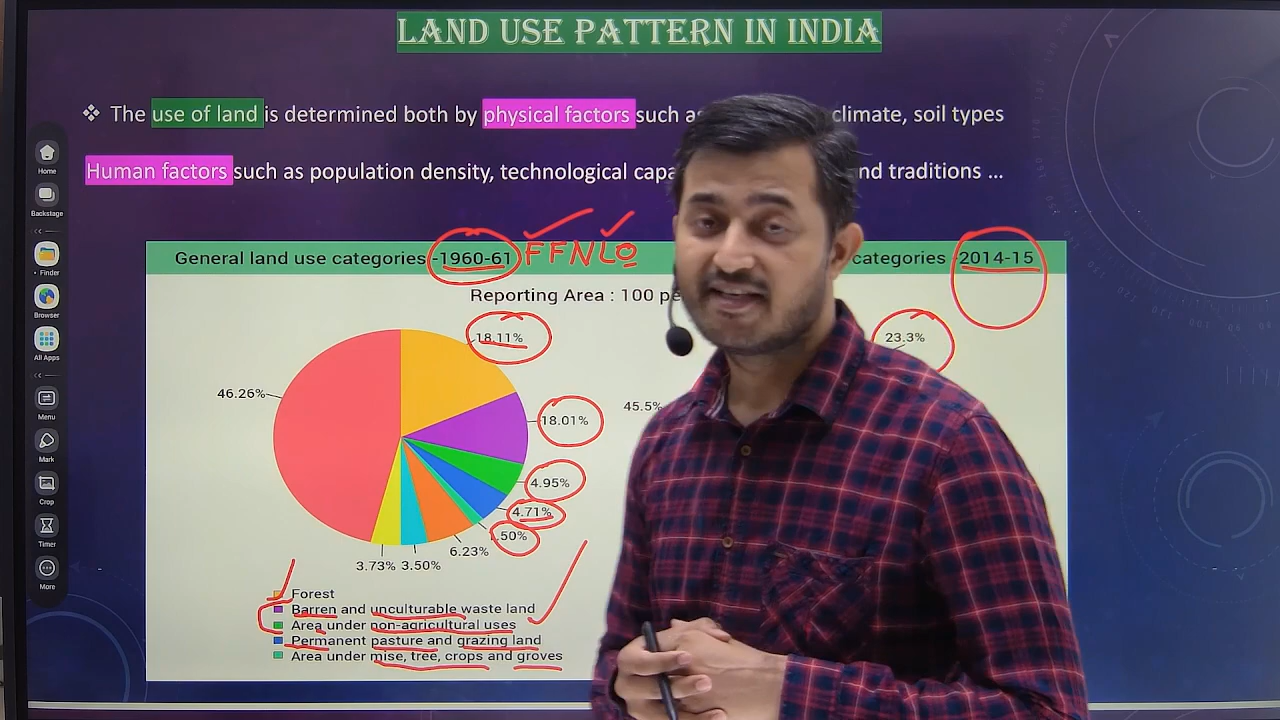 LAND USE PATTERN IN INDIA
❖ The use of land is determined both by physical factors such as climate, soil types
Human factors such as population density, technological and traditions ...
General land use categories -1960-61 FFNLO categories -2014-15
Reporting Area : 100
18.11%
23.3%
46.26%
18.01%
45.5%
4.95%
4.71%
.50%
6.23%
3.73% 3.50%
Forest
Barren and unculturable waste land
Area under non-agricultural uses
Permanent pasture and grazing land
Area under mise, tree, crops and groves
Home
Backstage
Finder
Browser
All Apps
Menu
Mark
Crop
Timer
More